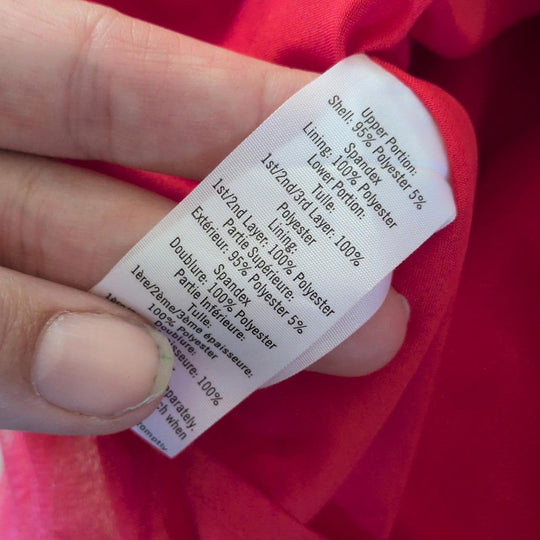 Upper Portion:
Shell: 95% Polyester 5%
Spandex
Lining: 100% Polyester
Lower Portion:
Tulle:
1st/2nd/3rd Layer: 100%
Polyester
Lining:
1st/2nd Layer: 100% Polyester
Partie Supérieure:
Extérieur: 95% Polyester 5%
Spandex
Doublure: 100% Polyester
Partie Inférieure:
Tulle:
1ère/2ème/3ème épaisseure:
100% Polyester
Doublure:
100%
when